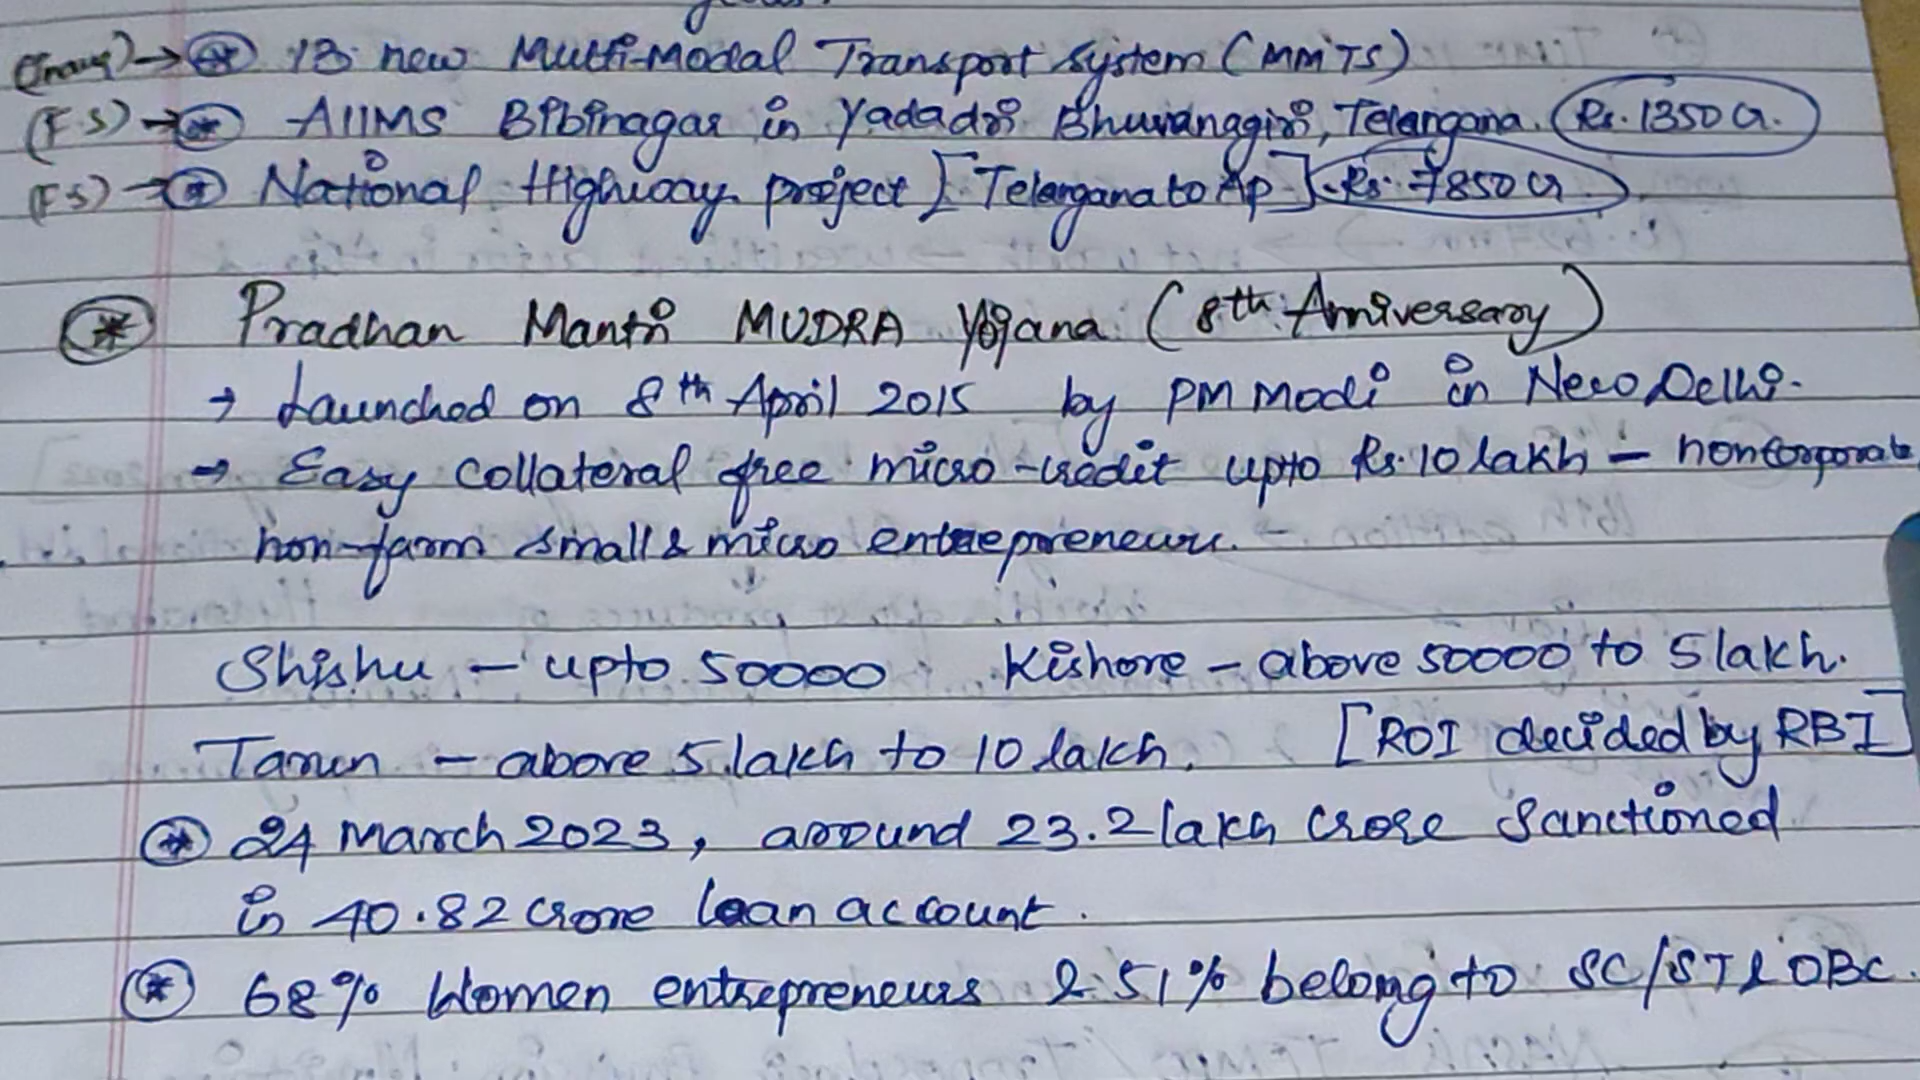 (Inaug) → * 13 new Multi-Modal Transport System (MMTS)
(F.S) → * AIIMS Bibinagar in Yadadri Bhuvanagiri, Telangana. Rs. 1350 Cr.
(FS) → * National Highway project [Telangana to AP] - Rs. 7850 Cr
* Pradhan Mantri MUDRA Yojana (8th Anniversary)
→ Launched on 8th April 2015 by PM Modi in New Delhi.
→ Easy collateral free micro-credit upto Rs. 10 lakh - noncorporate
non-farm small & micro entrepreneurs.
Shishu - upto 50000 Kishore - above 50000 to 5 lakh.
Tarun - above 5 lakh to 10 lakh. [ROI decided by RBI]
* 24 March 2023, around 23.2 lakh crore Sanctioned
in 40.82 crore loan account.
* 68% Women entrepreneurs & 51% belong to SC/ST & OBC.